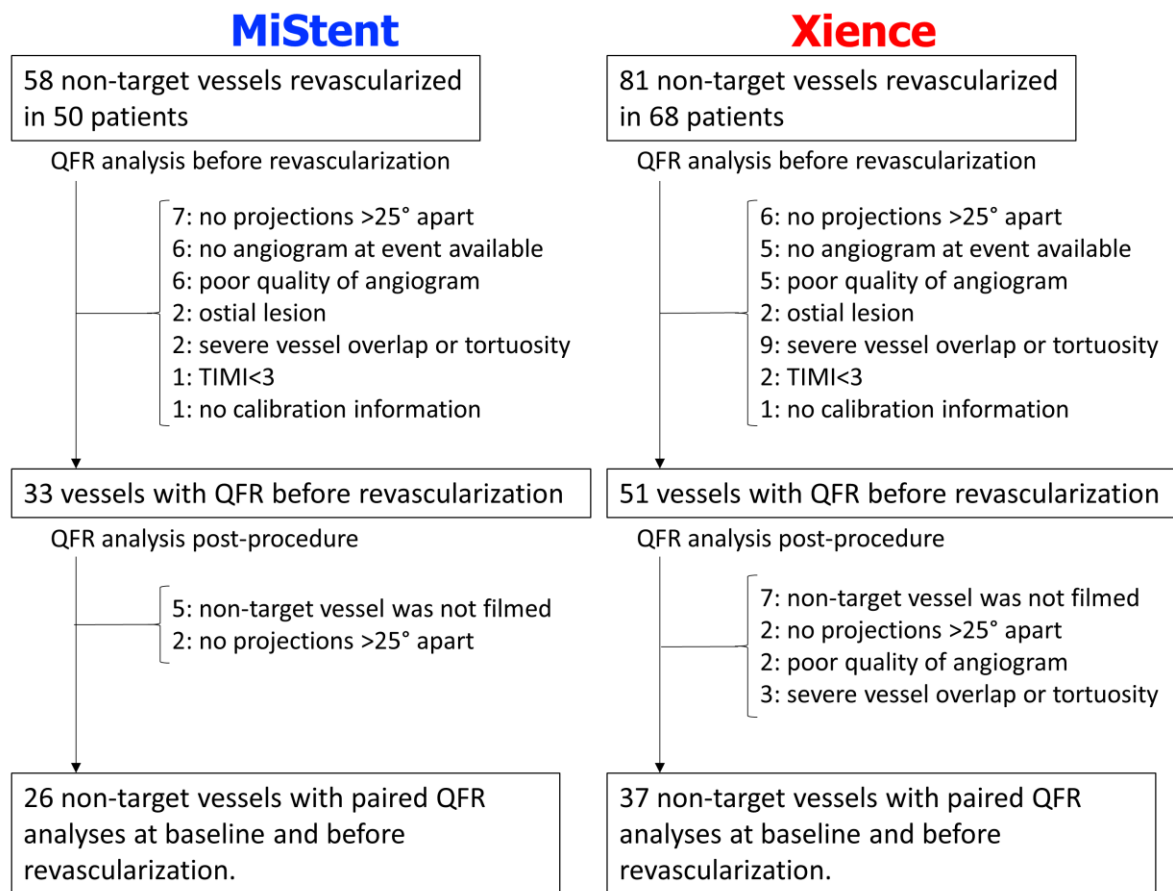 MiStent
58 non-target vessels revascularized
in 50 patients
QFR analysis before revascularization
7: no projections >25° apart
6: no angiogram at event available
6: poor quality of angiogram
2: ostial lesion
2: severe vessel overlap or tortuosity
1: TIMI<3
1: no calibration information
33 vessels with QFR before revascularization
QFR analysis post-procedure
5: non-target vessel was not filmed
2: no projections >25° apart
26 non-target vessels with paired QFR
analyses at baseline and before
revascularization.
Xience
81 non-target vessels revascularized
in 68 patients
QFR analysis before revascularization
6: no projections >25° apart
5: no angiogram at event available
5: poor quality of angiogram
2: ostial lesion
9: severe vessel overlap or tortuosity
2: TIMI<3
1: no calibration information
51 vessels with QFR before revascularization
QFR analysis post-procedure
7: non-target vessel was not filmed
2: no projections >25° apart
2: poor quality of angiogram
3: severe vessel overlap or tortuosity
37 non-target vessels with paired QFR
analyses at baseline and before
revascularization.